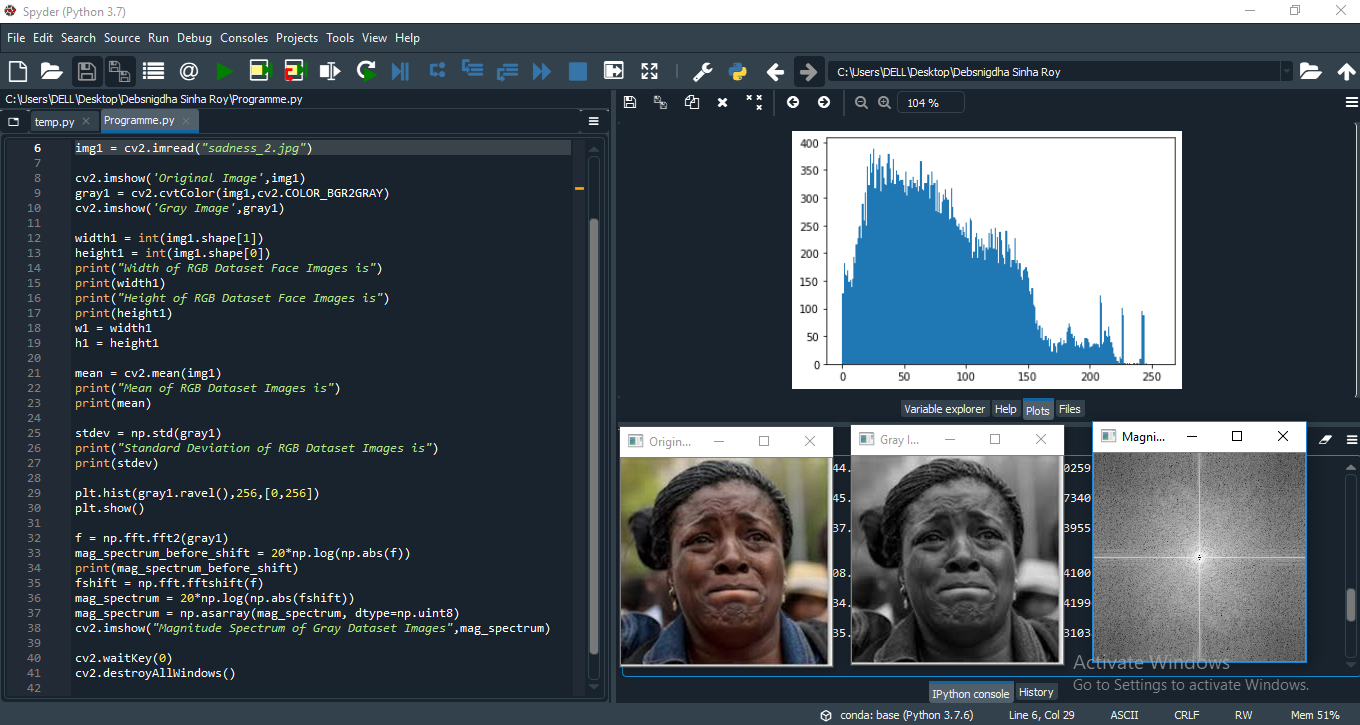 Spyder (Python 3.7)
File Edit Search Source Run Debug Consoles Projects Tools View Help
C:\Users\DELL\Desktop\Debsnigdha Sinha Roy
C:\Users\DELL\Desktop\Debsnigdha Sinha Roy\Programme.py
temp.py Programme.py
6 img1 = cv2.imread("sadness_2.jpg")
7
8 cv2.imshow('Original Image',img1)
9 gray1 = cv2.cvtColor(img1,cv2.COLOR_BGR2GRAY)
10 cv2.imshow('Gray Image',gray1)
11
12 width1 = int(img1.shape[1])
13 height1 = int(img1.shape[0])
14 print("Width of RGB Dataset Face Images is")
15 print(width1)
16 print("Height of RGB Dataset Face Images is")
17 print(height1)
18 w1 = width1
19 h1 = height1
20
21 mean = cv2.mean(img1)
22 print("Mean of RGB Dataset Images is")
23 print(mean)
24
25 stdev = np.std(gray1)
26 print("Standard Deviation of RGB Dataset Images is")
27 print(stdev)
28
29 plt.hist(gray1.ravel(),256,[0,256])
30 plt.show()
31
32 f = np.fft.fft2(gray1)
33 mag_spectrum_before_shift = 20*np.log(np.abs(f))
34 print(mag_spectrum_before_shift)
35 fshift = np.fft.fftshift(f)
36 mag_spectrum = 20*np.log(np.abs(fshift))
37 mag_spectrum = np.asarray(mag_spectrum, dtype=np.uint8)
38 cv2.imshow("Magnitude Spectrum of Gray Dataset Images",mag_spectrum)
39
40 cv2.waitKey(0)
41 cv2.destroyAllWindows()
42
104 %
400
350
300
250
200
150
100
50
0
0 50 100 150 200 250
Variable explorer Help Plots Files
Origin... Gray I... Magni...
44. 0259
45. 7340
37. 3955
08. 4100
34. 4199
35. 3103
Activate Windows
Go to Settings to activate Windows.
IPython console History
conda: base (Python 3.7.6) Line 6, Col 29 ASCII CRLF RW Mem 51%